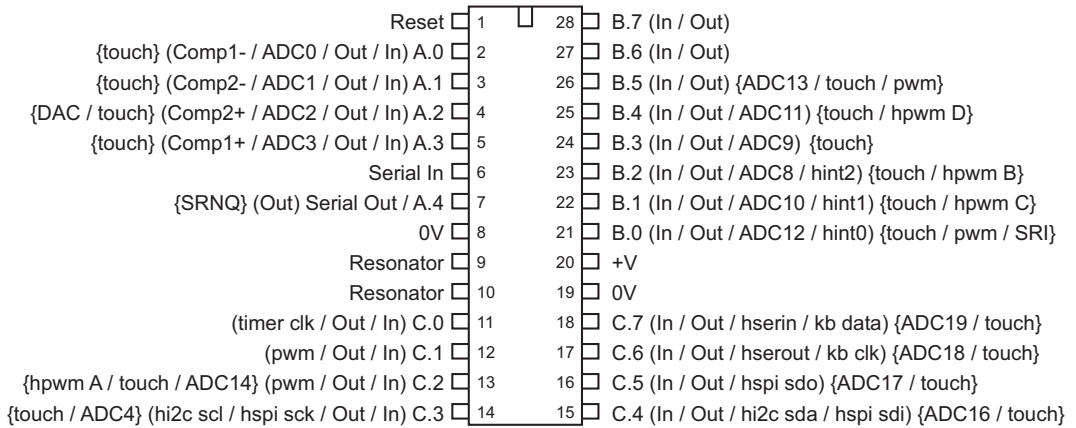 Reset 1 28 B.7 (In / Out)
{touch} (Comp1- / ADC0 / Out / In) A.0 2 27 B.6 (In / Out)
{touch} (Comp2- / ADC1 / Out / In) A.1 3 26 B.5 (In / Out) {ADC13 / touch / pwm}
{DAC / touch} (Comp2+ / ADC2 / Out / In) A.2 4 25 B.4 (In / Out / ADC11) {touch / hpwm D}
{touch} (Comp1+ / ADC3 / Out / In) A.3 5 24 B.3 (In / Out / ADC9) {touch}
Serial In 6 23 B.2 (In / Out / ADC8 / hint2) {touch / hpwm B}
{SRNQ} (Out) Serial Out / A.4 7 22 B.1 (In / Out / ADC10 / hint1) {touch / hpwm C}
0V 8 21 B.0 (In / Out / ADC12 / hint0) {touch / pwm / SRI}
Resonator 9 20 +V
Resonator 10 19 0V
(timer clk / Out / In) C.0 11 18 C.7 (In / Out / hserin / kb data) {ADC19 / touch}
(pwm / Out / In) C.1 12 17 C.6 (In / Out / hserout / kb clk) {ADC18 / touch}
{hpwm A / touch / ADC14} (pwm / Out / In) C.2 13 16 C.5 (In / Out / hspi sdo) {ADC17 / touch}
{touch / ADC4} (hi2c scl / hspi sck / Out / In) C.3 14 15 C.4 (In / Out / hi2c sda / hspi sdi) {ADC16 / touch}